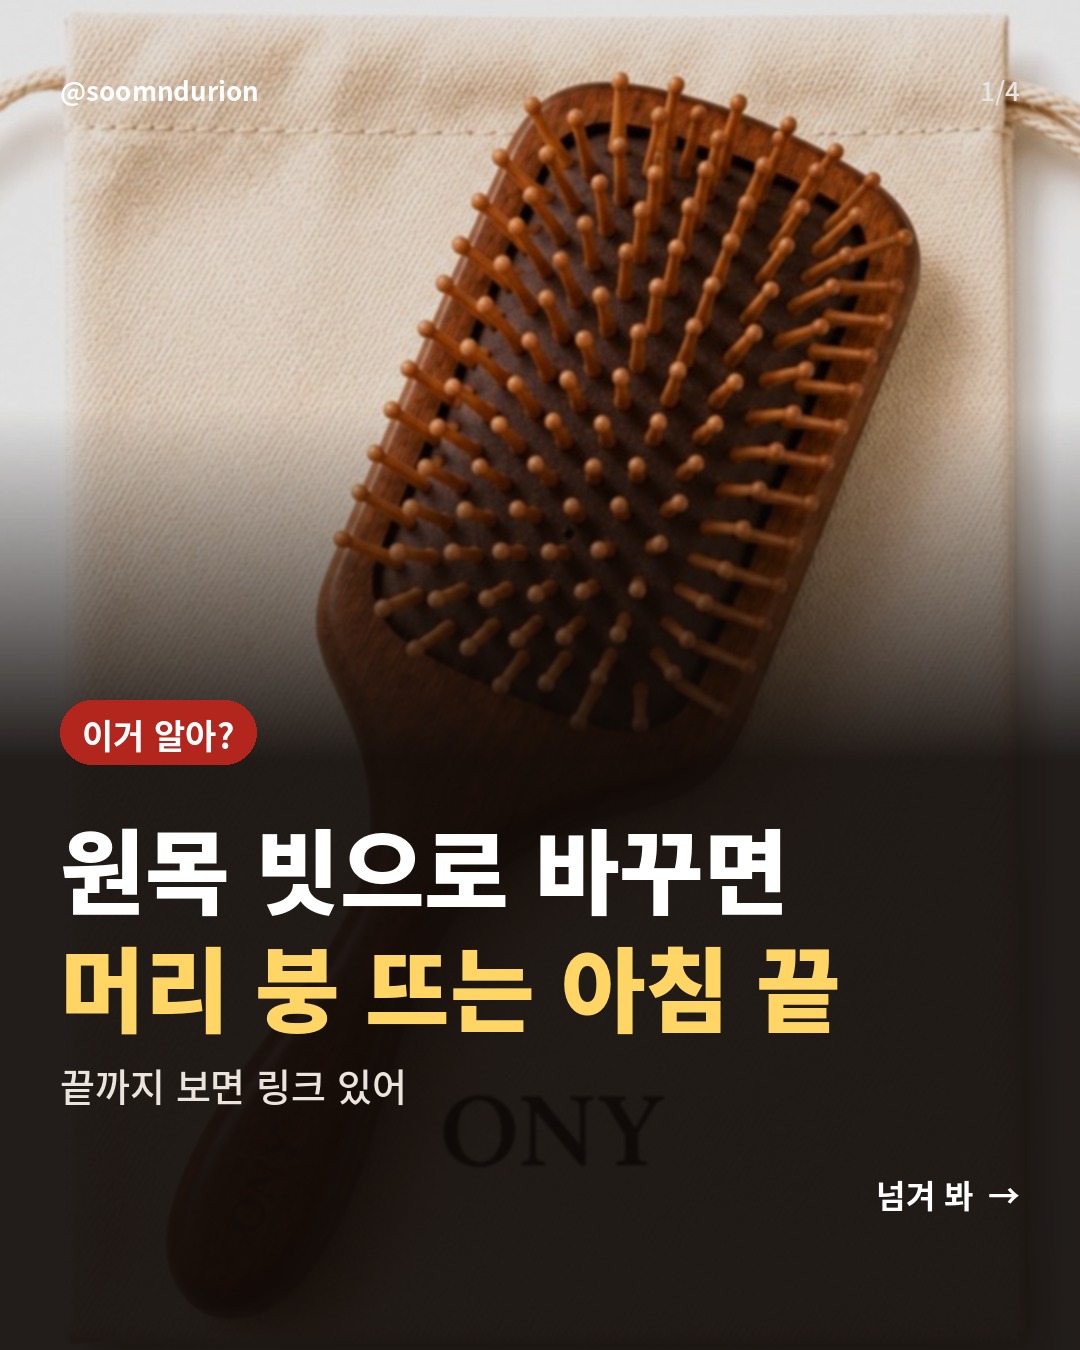 @soomndurion
1/4
이거 알아?
원목 빗으로 바꾸면
머리 붕 뜨는 아침 끝
끝까지 보면 링크 있어
ONY
넘겨 봐 →
ONY